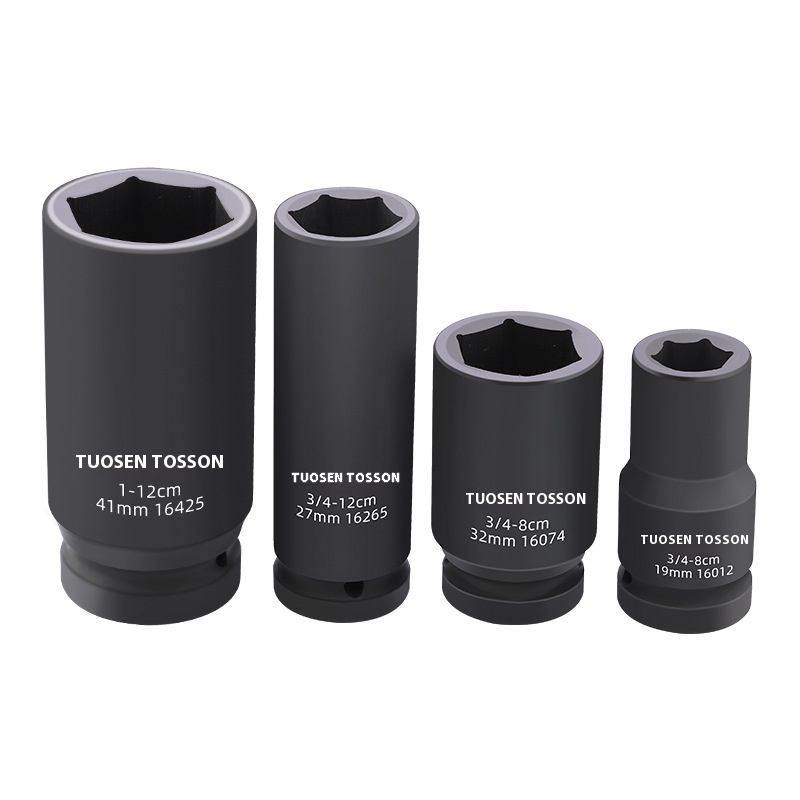 TUOSEN TOSSON
1-12cm
41mm 16425
TUOSEN TOSSON
3/4-12cm
27mm 16265
TUOSEN TOSSON
3/4-8cm
32mm 16074
TUOSEN TOSSON
3/4-8cm
19mm 16012